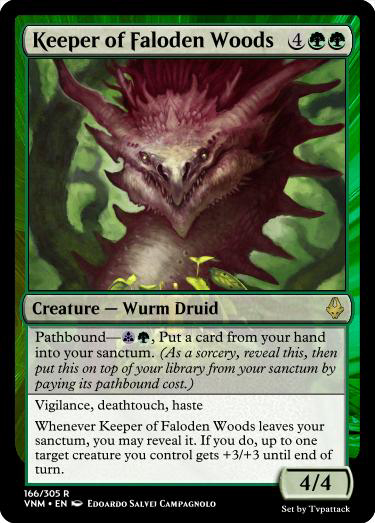 Keeper of Faloden Woods 4
Creature — Wurm Druid
Pathbound—, Put a card from your hand
into your sanctum. (As a sorcery, reveal this, then
put this on top of your library from your sanctum by
paying its pathbound cost.)
Vigilance, deathtouch, haste
Whenever Keeper of Faloden Woods leaves your
sanctum, you may reveal it. If you do, up to one
target creature you control gets +3/+3 until end of
turn.
4/4
166/305 R
VNM • EN Edoardo Salvei Campagnolo
Set by Tvpattack